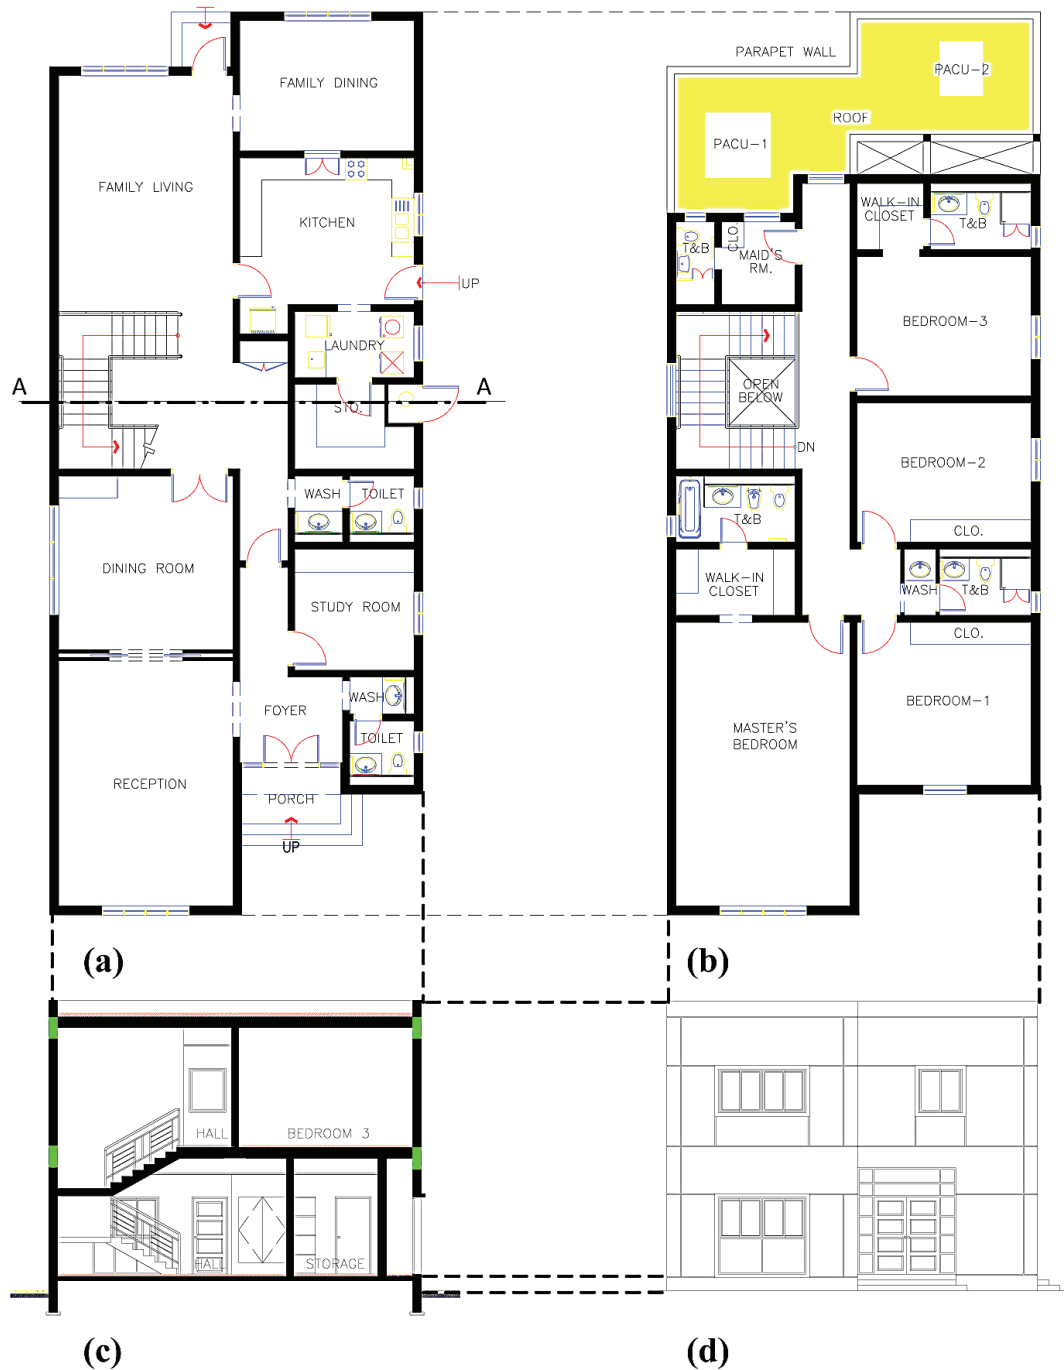 FAMILY DINING
FAMILY LIVING
KITCHEN
UP
LAUNDRY
A
A
STO.
WASH
TOILET
DINING ROOM
STUDY ROOM
WASH
FOYER
TOILET
RECEPTION
PORCH
UP
(a)
PARAPET WALL
PACU-2
ROOF
PACU-1
WALK-IN
CLOSET
T&B
T&B
CLO.
MAID'S
RM.
BEDROOM-3
OPEN
BELOW
DN
BEDROOM-2
T&B
CLO.
WALK-IN
CLOSET
WASH
T&B
CLO.
BEDROOM-1
MASTER'S
BEDROOM
(b)
HALL
BEDROOM 3
HALL
STORAGE
(c)
(d)